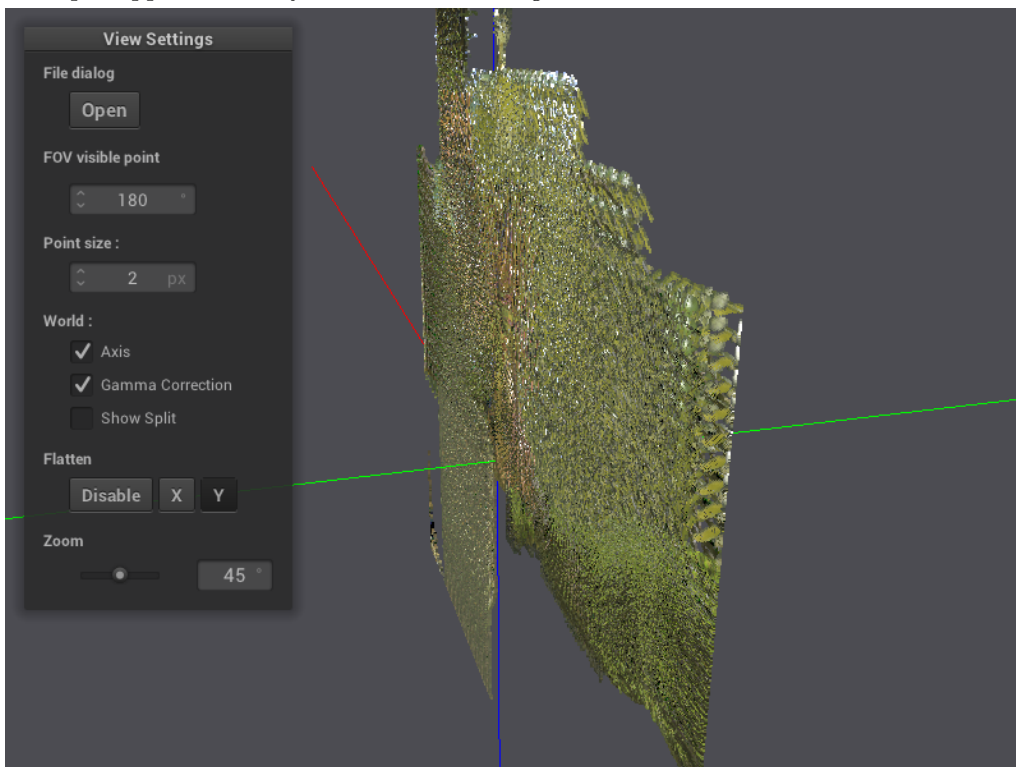 View Settings
File dialog
Open
FOV visible point
180 °
Point size :
2 px
World :
Axis
Gamma Correction
Show Split
Flatten
Disable X Y
Zoom
45 °